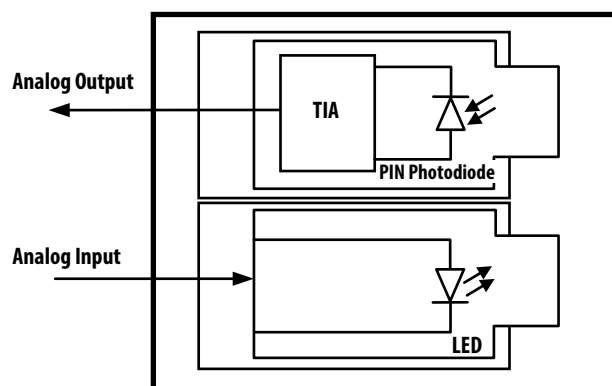 Analog Output
TIA
PIN Photodiode
Analog Input
LED